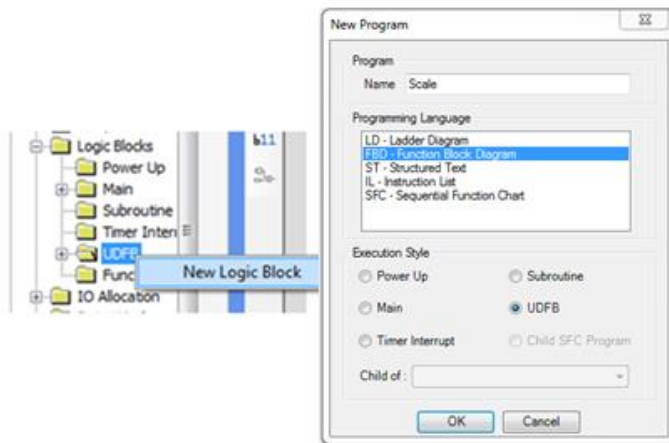 Logic Blocks
Power Up
Main
Subroutine
Timer Inter
UDFB
Func
New Logic Block
IO Allocation
New Program
Program
Name Scale
Programming Language
LD - Ladder Diagram
FBD - Function Block Diagram
ST - Structured Text
IL - Instruction List
SFC - Sequential Function Chart
Execution Style
Power Up Subroutine
Main UDFB
Timer Interrupt Child SFC Program
Child of :
OK Cancel